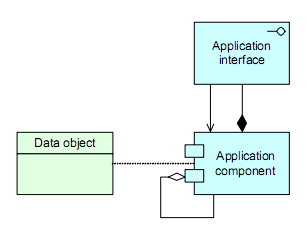 Application
interface
Data object
Application
component